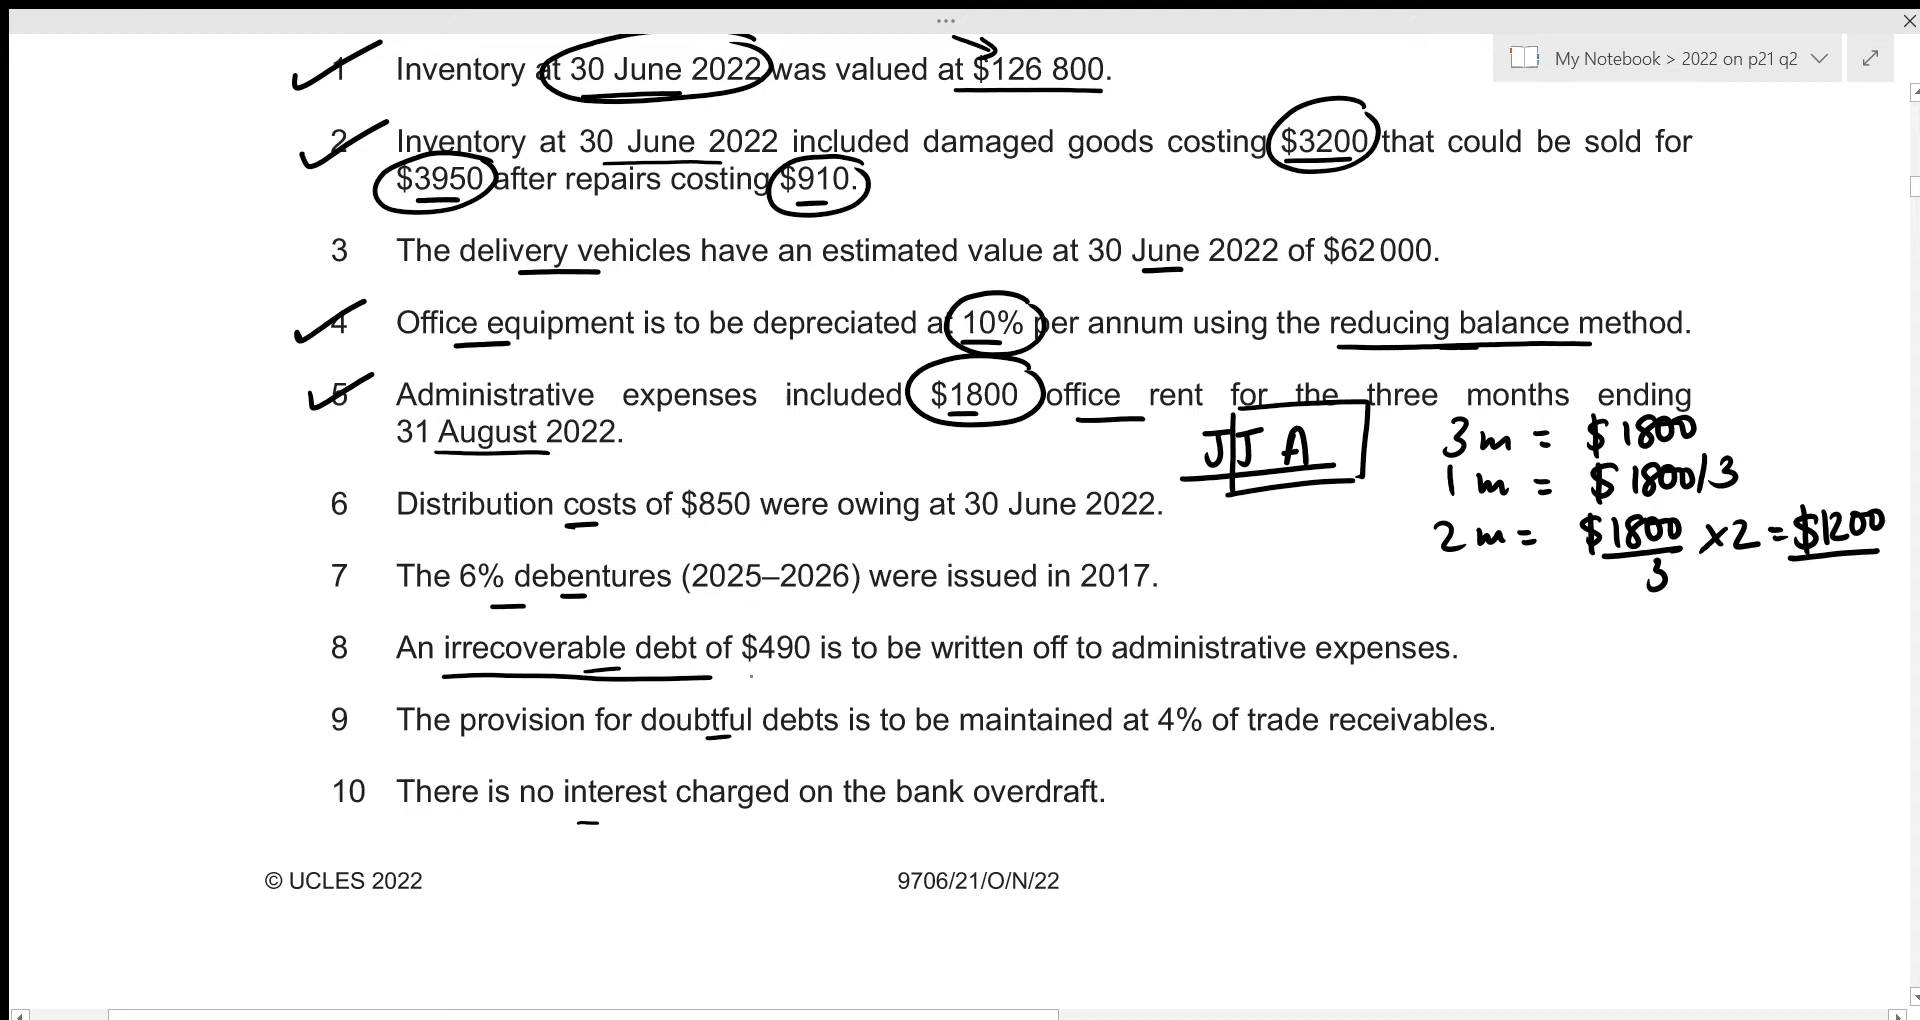 My Notebook > 2022 on p21 q2
1 Inventory at 30 June 2022 was valued at $126 800.
2 Inventory at 30 June 2022 included damaged goods costing $3200 that could be sold for
$3950 after repairs costing $910.
3 The delivery vehicles have an estimated value at 30 June 2022 of $62 000.
4 Office equipment is to be depreciated at 10% per annum using the reducing balance method.
5 Administrative expenses included $1800 office rent for the three months ending
31 August 2022.
J J A
3 m = $ 1800
1 m = $ 1800/3
2 m = $1800 x 2 = $1200
3
6 Distribution costs of $850 were owing at 30 June 2022.
7 The 6% debentures (2025–2026) were issued in 2017.
8 An irrecoverable debt of $490 is to be written off to administrative expenses.
9 The provision for doubtful debts is to be maintained at 4% of trade receivables.
10 There is no interest charged on the bank overdraft.
© UCLES 2022 9706/21/O/N/22